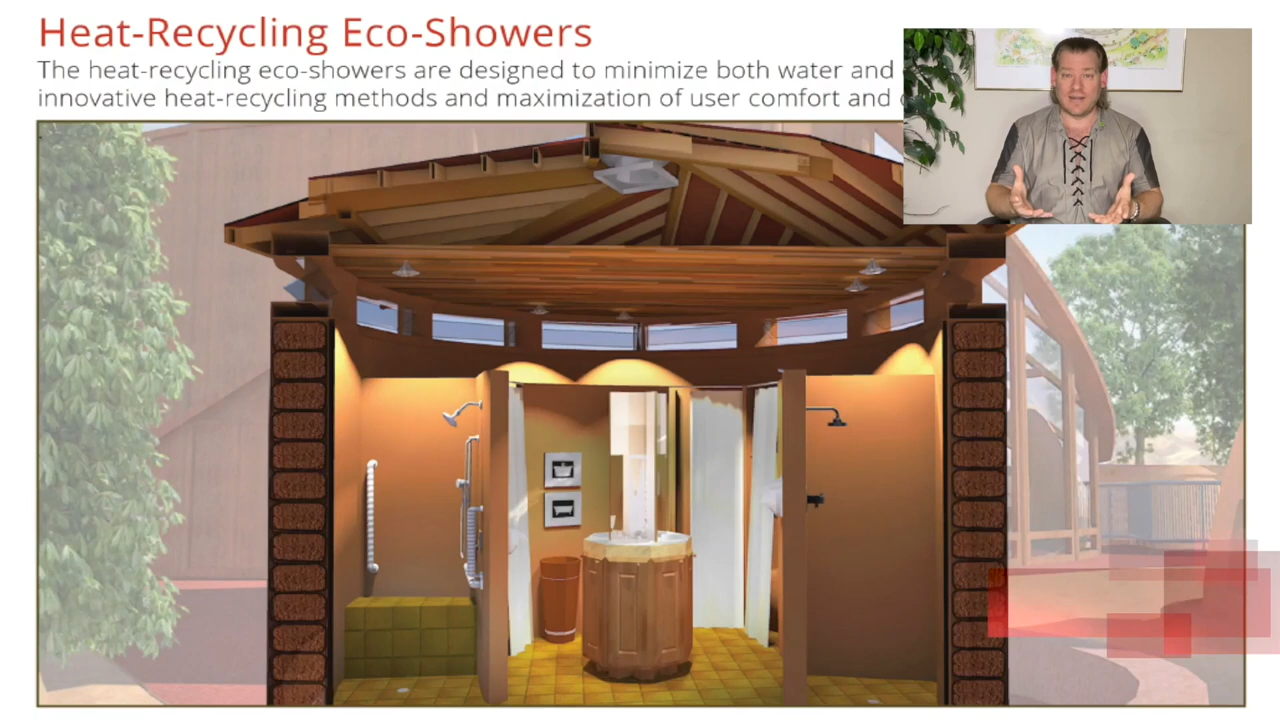 Heat-Recycling Eco-Showers
The heat-recycling eco-showers are designed to minimize both water and
innovative heat-recycling methods and maximization of user comfort and